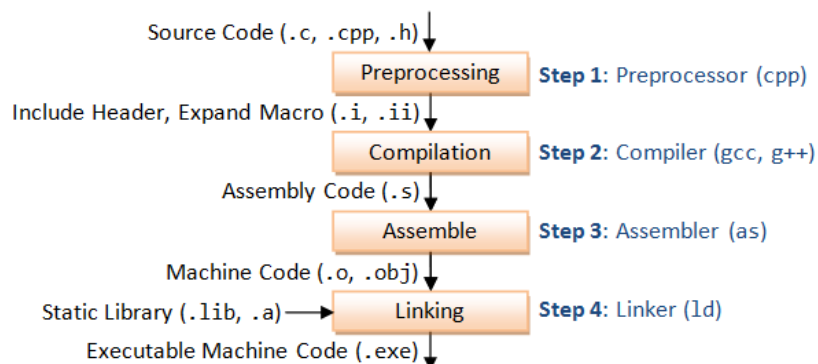 Source Code (.c, .cpp, .h)
Preprocessing
Step 1: Preprocessor (cpp)
Include Header, Expand Macro (.i, .ii)
Compilation
Step 2: Compiler (gcc, g++)
Assembly Code (.s)
Assemble
Step 3: Assembler (as)
Machine Code (.o, .obj)
Static Library (.lib, .a)
Linking
Step 4: Linker (ld)
Executable Machine Code (.exe)